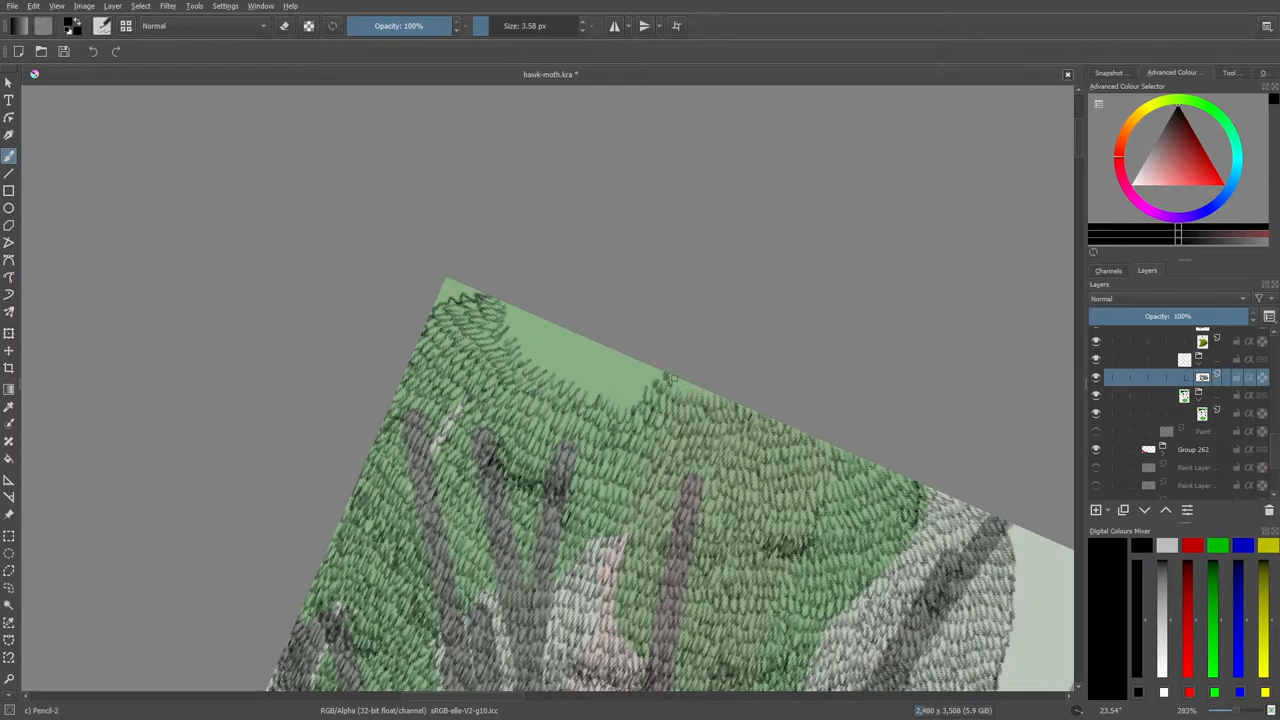 File Edit View Image Layer Select Filter Tools Settings Window Help
Normal Opacity: 100% Size: 3.58 px
hawk-moth.kra *
Snapshot ... Advanced Colour ... Tool ... O...
Advanced Colour Selector
Channels Layers
Layers
Normal
Opacity: 100%
...
...
Paint ...
Group 262
Paint Layer ...
Paint Layer ...
Digital Colours Mixer
c) Pencil-2 RGB/Alpha (32-bit float/channel) sRGB-elle-V2-g10.icc 2,480 x 3,508 (5.9 GiB) 23.54° 283%